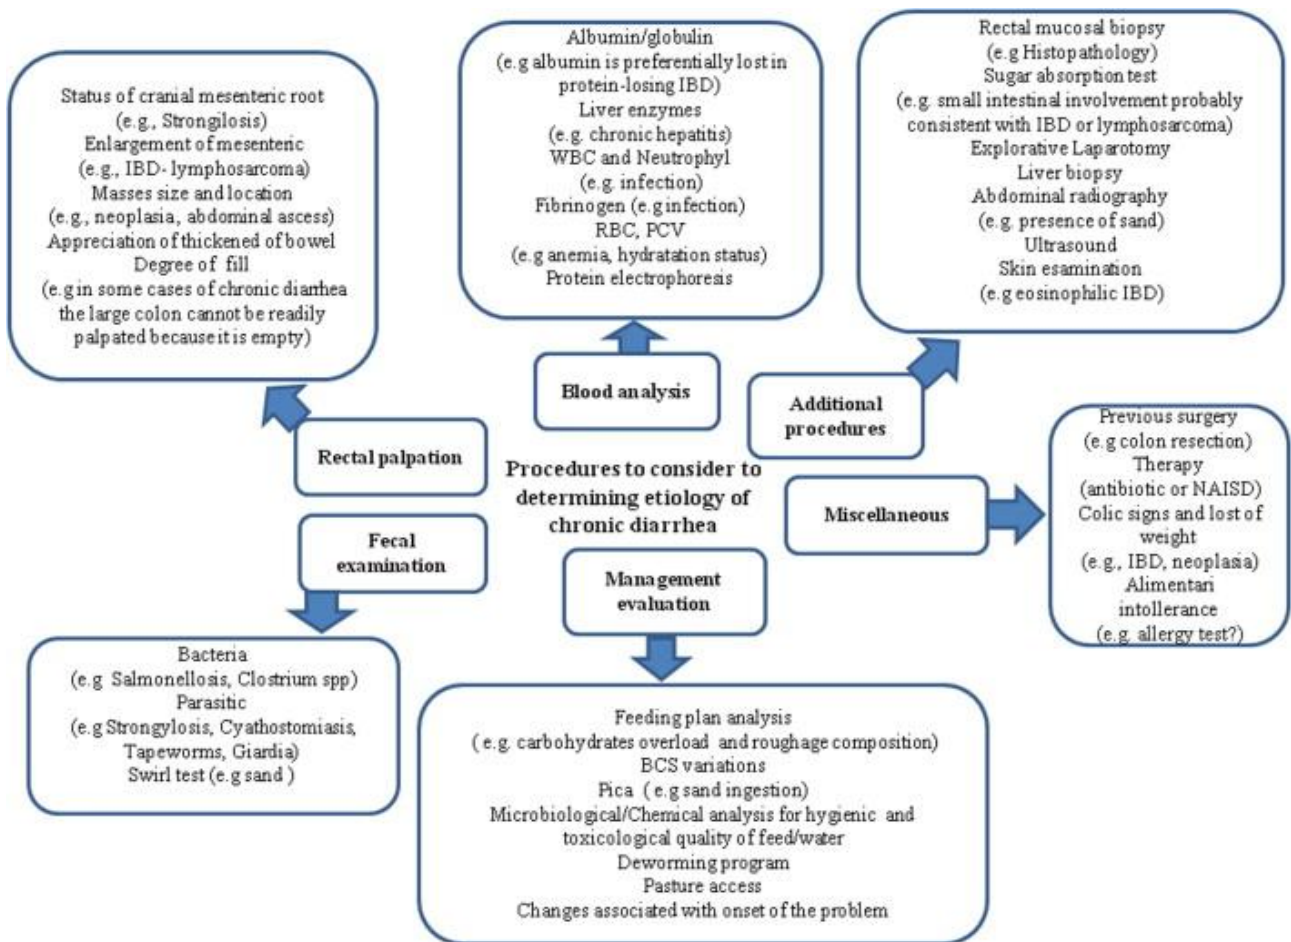 Status of cranial mesenteric root
(e.g., Strongilosis)
Enlargement of mesenteric
(e.g., IBD- lymphosarcoma)
Masses size and location
(e.g., neoplasia, abdominal ascess)
Appreciation of thickened of bowel
Degree of fill
(e.g in some cases of chronic diarrhea
the large colon cannot be readily
palpated because it is empty)
Albumin/globulin
(e.g albumin is preferentially lost in
protein-losing IBD)
Liver enzymes
(e.g. chronic hepatitis)
WBC and Neutrophyl
(e.g. infection)
Fibrinogen (e.g infection)
RBC, PCV
(e.g anemia, hydratation status)
Protein electrophoresis
Rectal mucosal biopsy
(e.g Histopathology)
Sugar absorption test
(e.g. small intestinal involvement probably
consistent with IBD or lymphosarcoma)
Explorative Laparotomy
Liver biopsy
Abdominal radiography
(e.g. presence of sand)
Ultrasound
Skin esamination
(e.g eosinophilic IBD)
Blood analysis
Additional
procedures
Rectal palpation
Procedures to consider to
determining etiology of
chronic diarrhea
Miscellaneous
Previous surgery
(e.g colon resection)
Therapy
(antibiotic or NAISD)
Colic signs and lost of
weight
(e.g., IBD, neoplasia)
Alimentari
intollerance
(e.g. allergy test?)
Fecal
examination
Management
evaluation
Bacteria
(e.g Salmonellosis, Clostrium spp)
Parasitic
(e.g Strongylosis, Cyathostomiasis,
Tapeworms, Giardia)
Swirl test (e.g sand )
Feeding plan analysis
( e.g. carbohydrates overload and roughage composition)
BCS variations
Pica ( e.g sand ingestion)
Microbiological/Chemical analysis for hygienic and
toxicological quality of feed/water
Deworming program
Pasture access
Changes associated with onset of the problem